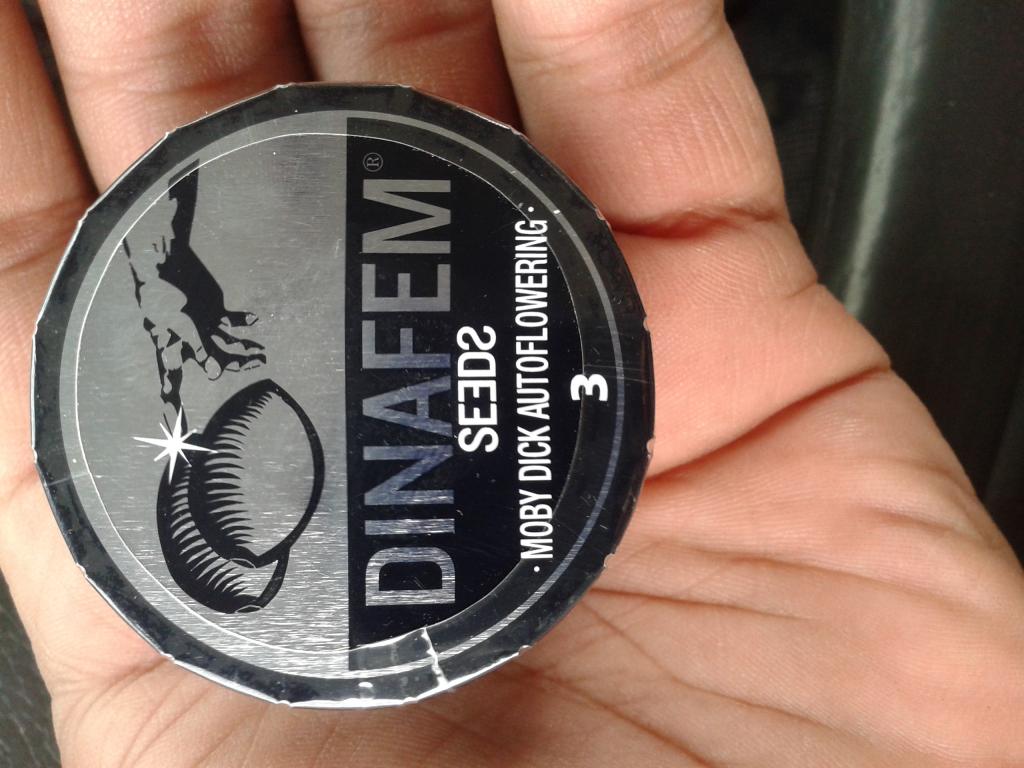 DINAFEM®
SEEDS
· MOBY DICK AUTOFLOWERING ·
3